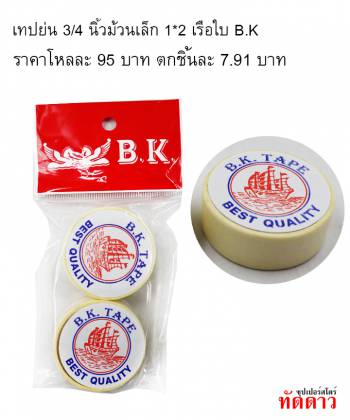 เทปย่น 3/4 นิ้วม้วนเล็ก 1*2 เรือใบ B.K
ราคาโหลละ 95 บาท ตกชิ้นละ 7.91 บาท
B.K.
B.K. TAPE
BEST QUALITY
B.K. TAPE
BEST QUALITY
B.K. TAPE
BEST QUALITY
ซุปเปอร์สโตร์
ทัดดาว